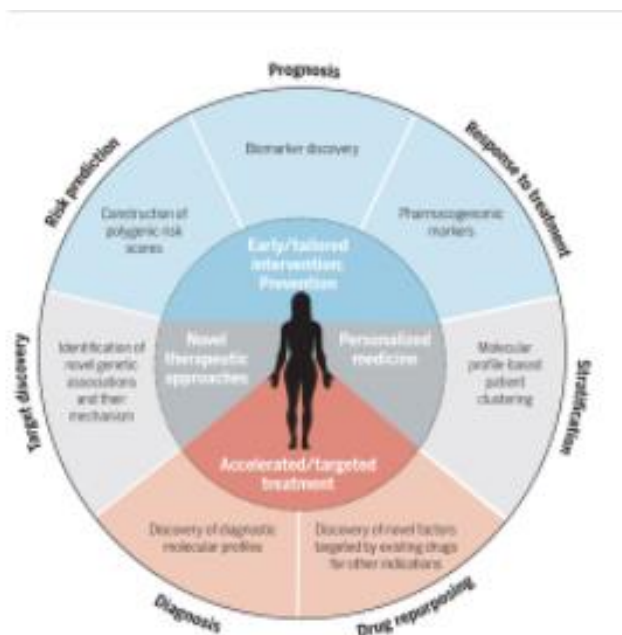 Prognosis
Biomarker discovery
Risk prediction
Construction of
polygenic risk
scores
Response to treatment
Pharmacogenomic
markers
Early/tailored
intervention;
Prevention
Target discovery
Identification of
novel genetic
associations
and their
mechanism
Novel
therapeutic
approaches
Personalized
medicine
Molecular
profile-based
patient
clustering
Stratification
Accelerated/targeted
treatment
Discovery of diagnostic
molecular profiles
Discovery of novel factors
targeted by existing drugs
for other indications
Diagnosis
Drug repurposing